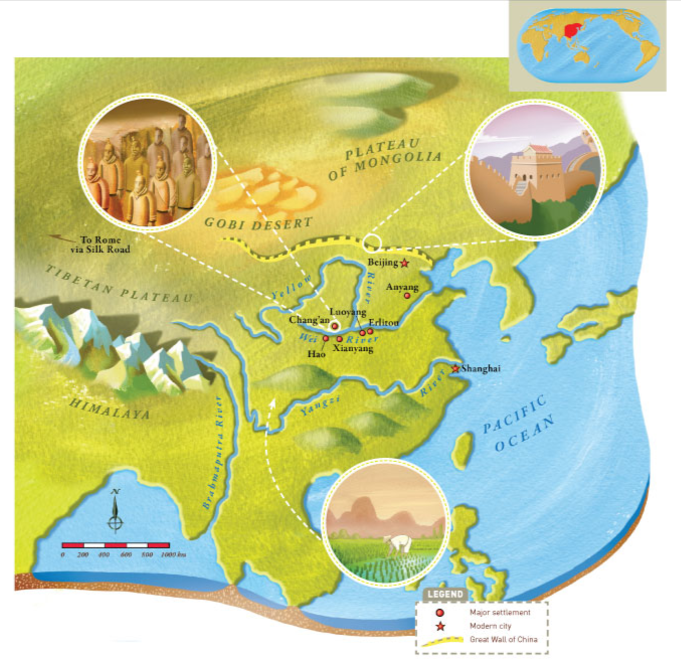 PLATEAU
OF MONGOLIA
GOBI DESERT
To Rome
via Silk Road
TIBETAN PLATEAU
Beijing
Yellow
River
Anyang
Luoyang
Chang'an
Erlitou
Wei
River
Hao
Xianyang
Shanghai
HIMALAYA
Yangzi
River
Brahmaputra River
PACIFIC
OCEAN
N
0 200 400 600 800 1000 km
LEGEND
Major settlement
Modern city
Great Wall of China